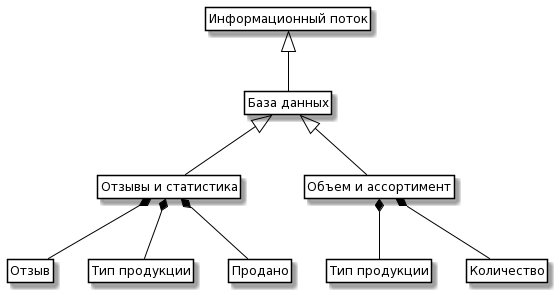 Информационный поток
База данных
Отзывы и статистика
Объем и ассортимент
Отзыв
Тип продукции
Продано
Тип продукции
Количество